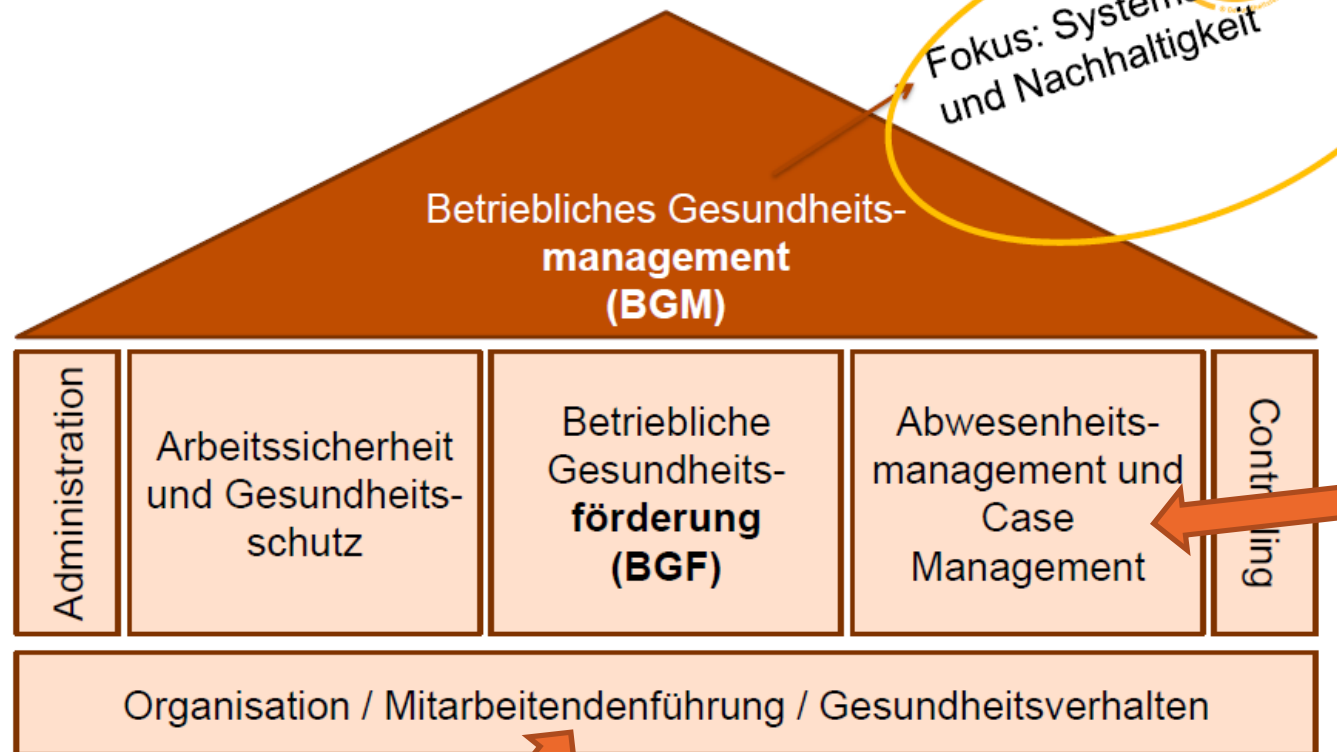 Fokus:
und Nachhaltigkeit
Betriebliches Gesundheits-
management
(BGM)
Administration
Arbeitssicherheit
und Gesundheits-
schutz
Betriebliche
Gesundheits-
förderung
(BGF)
Abwesenheits-
management und
Case
Management
Organisation / Mitarbeitendenführung / Gesundheitsverhalten